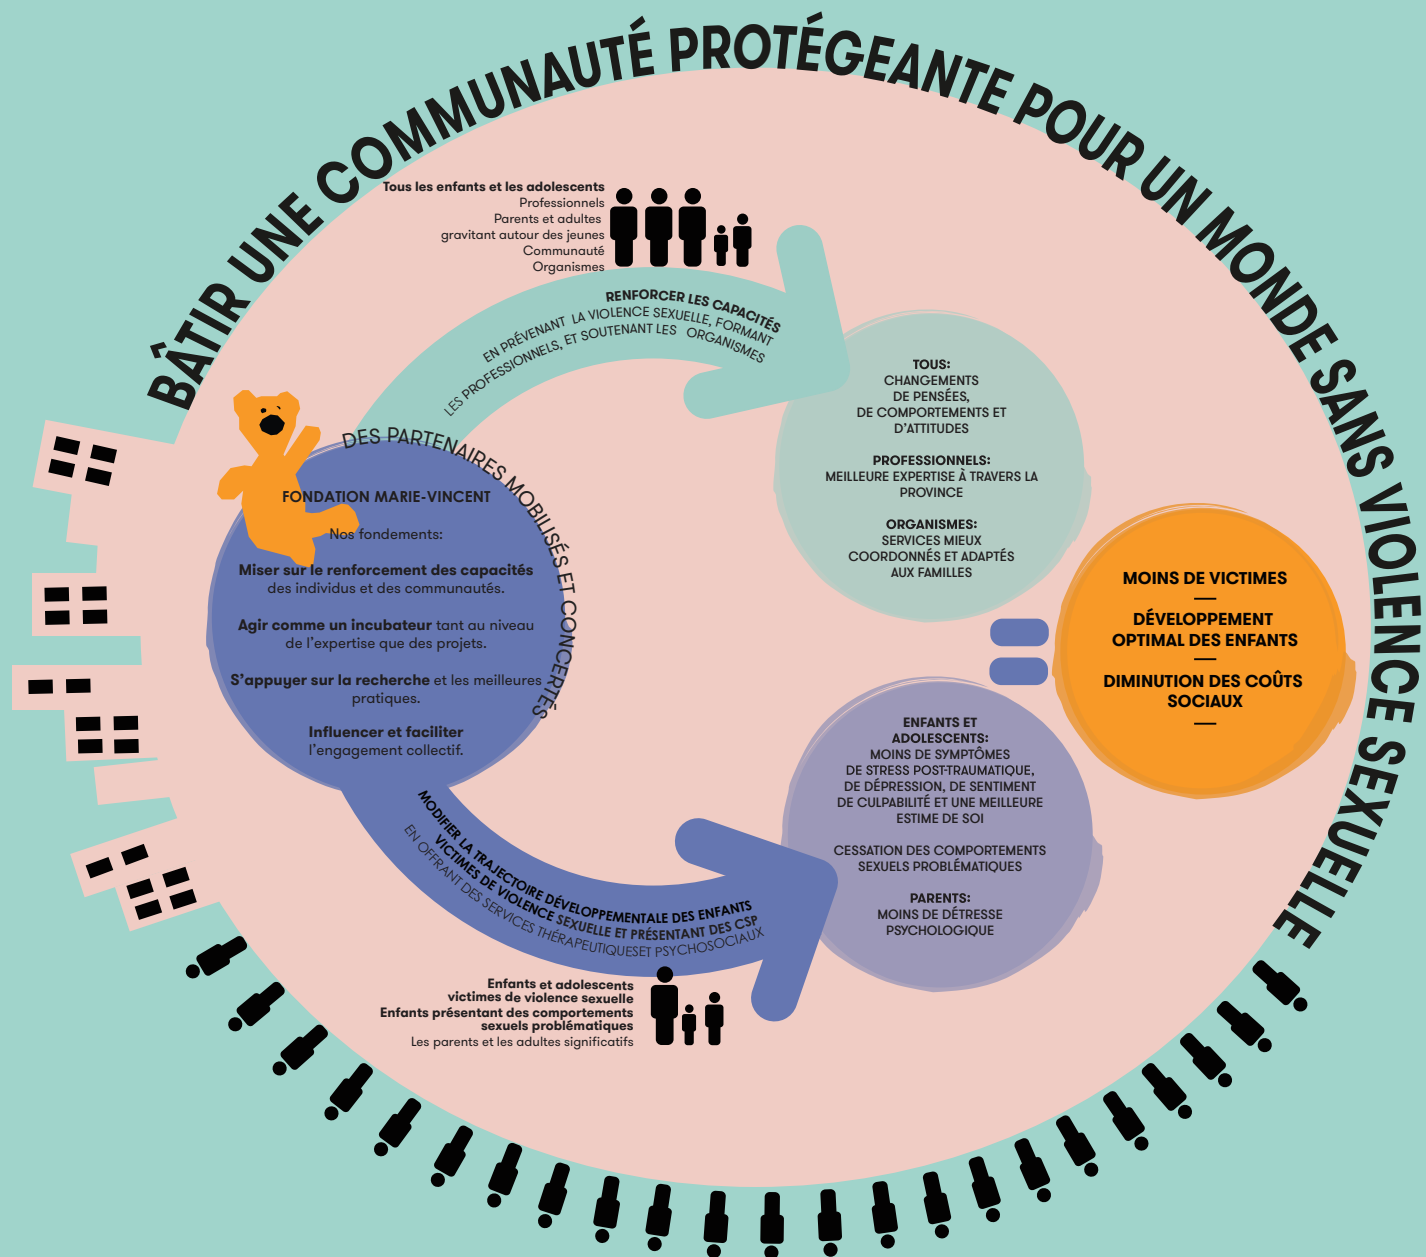 BÂTIR UNE COMMUNAUTÉ PROTÉGEANTE POUR UN MONDE SANS VIOLENCE SEXUELLE
Tous les enfants et les adolescents
Professionnels
Parents et adultes
gravitant autour des jeunes
Communauté
Organismes
RENFORCER LES CAPACITÉS
EN PRÉVENANT LA VIOLENCE SEXUELLE, FORMANT
LES PROFESSIONNELS, ET SOUTENANT LES ORGANISMES
DES PARTENAIRES MOBILISÉS ET CONCERTÉS
FONDATION MARIE-VINCENT
Nos fondements:
Miser sur le renforcement des capacités
des individus et des communautés.
Agir comme un incubateur tant au niveau
de l'expertise que des projets.
S'appuyer sur la recherche et les meilleures
pratiques.
Influencer et faciliter
l'engagement collectif.
MODIFIER LA TRAJECTOIRE DÉVELOPPEMENTALE DES ENFANTS
VICTIMES DE VIOLENCE SEXUELLE ET PRÉSENTANT DES CSP
EN OFFRANT DES SERVICES THÉRAPEUTIQUESET PSYCHOSOCIAUX
Enfants et adolescents
victimes de violence sexuelle
Enfants présentant des comportements
sexuels problématiques
Les parents et les adultes significatifs
TOUS:
CHANGEMENTS
DE PENSÉES,
DE COMPORTEMENTS ET
D'ATTITUDES
PROFESSIONNELS:
MEILLEURE EXPERTISE À TRAVERS LA
PROVINCE
ORGANISMES:
SERVICES MIEUX
COORDONNÉS ET ADAPTÉS
AUX FAMILLES
ENFANTS ET
ADOLESCENTS:
MOINS DE SYMPTÔMES
DE STRESS POST-TRAUMATIQUE,
DE DÉPRESSION, DE SENTIMENT
DE CULPABILITÉ ET UNE MEILLEURE
ESTIME DE SOI
CESSATION DES COMPORTEMENTS
SEXUELS PROBLÉMATIQUES
PARENTS:
MOINS DE DÉTRESSE
PSYCHOLOGIQUE
MOINS DE VICTIMES
DÉVELOPPEMENT
OPTIMAL DES ENFANTS
DIMINUTION DES COÛTS
SOCIAUX